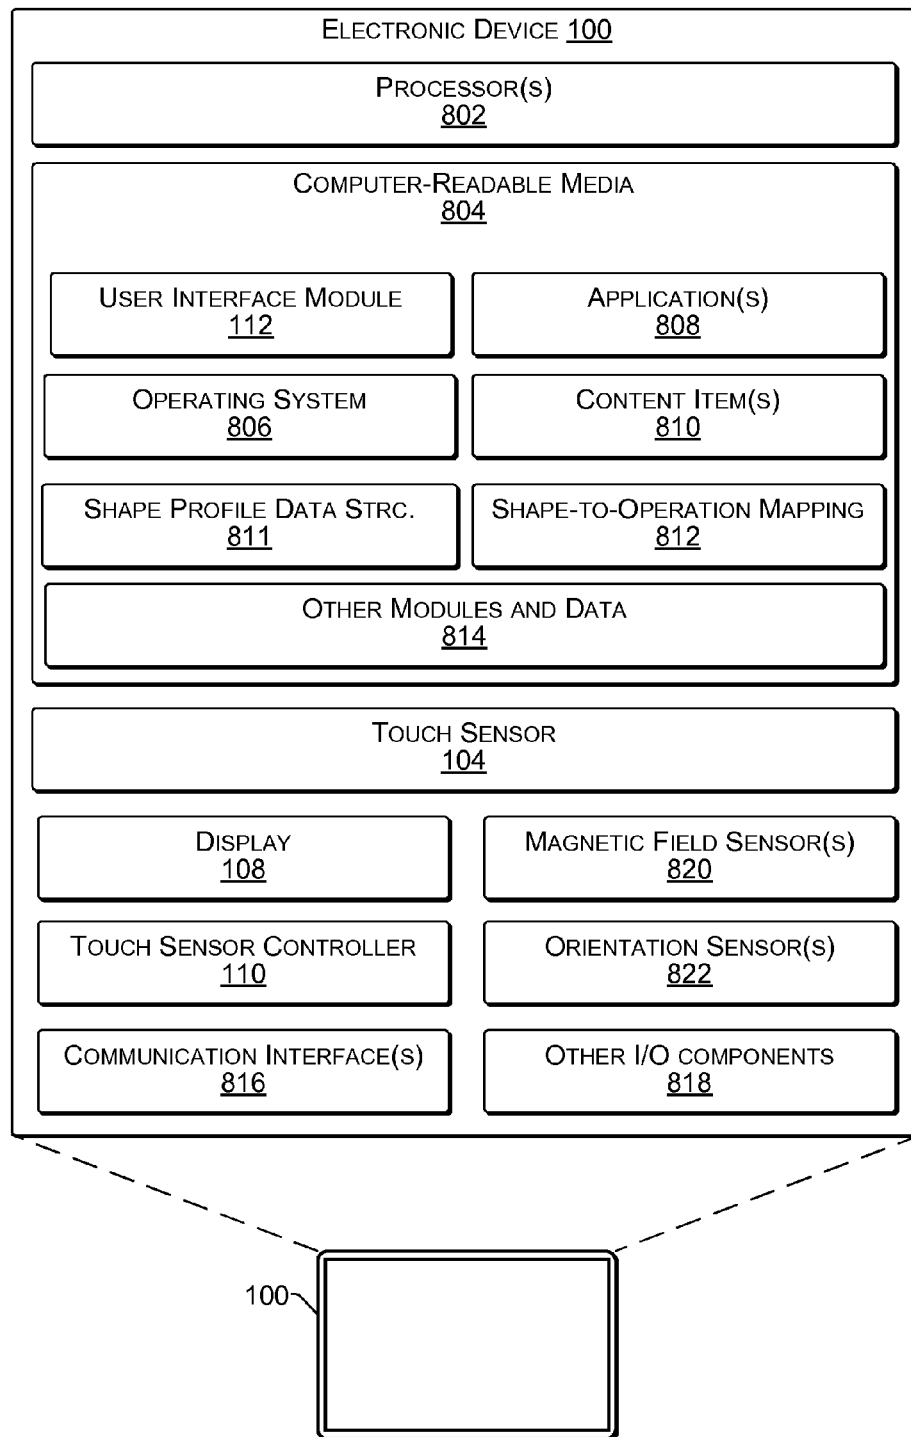 ELECTRONIC DEVICE 100
PROCESSOR(S)
802
COMPUTER-READABLE MEDIA
804
USER INTERFACE MODULE
112
APPLICATION(S)
808
OPERATING SYSTEM
806
CONTENT ITEM(S)
810
SHAPE PROFILE DATA STRC.
811
SHAPE-TO-OPERATION MAPPING
812
OTHER MODULES AND DATA
814
TOUCH SENSOR
104
DISPLAY
108
MAGNETIC FIELD SENSOR(S)
820
TOUCH SENSOR CONTROLLER
110
ORIENTATION SENSOR(S)
822
COMMUNICATION INTERFACE(S)
816
OTHER I/O COMPONENTS
818
100